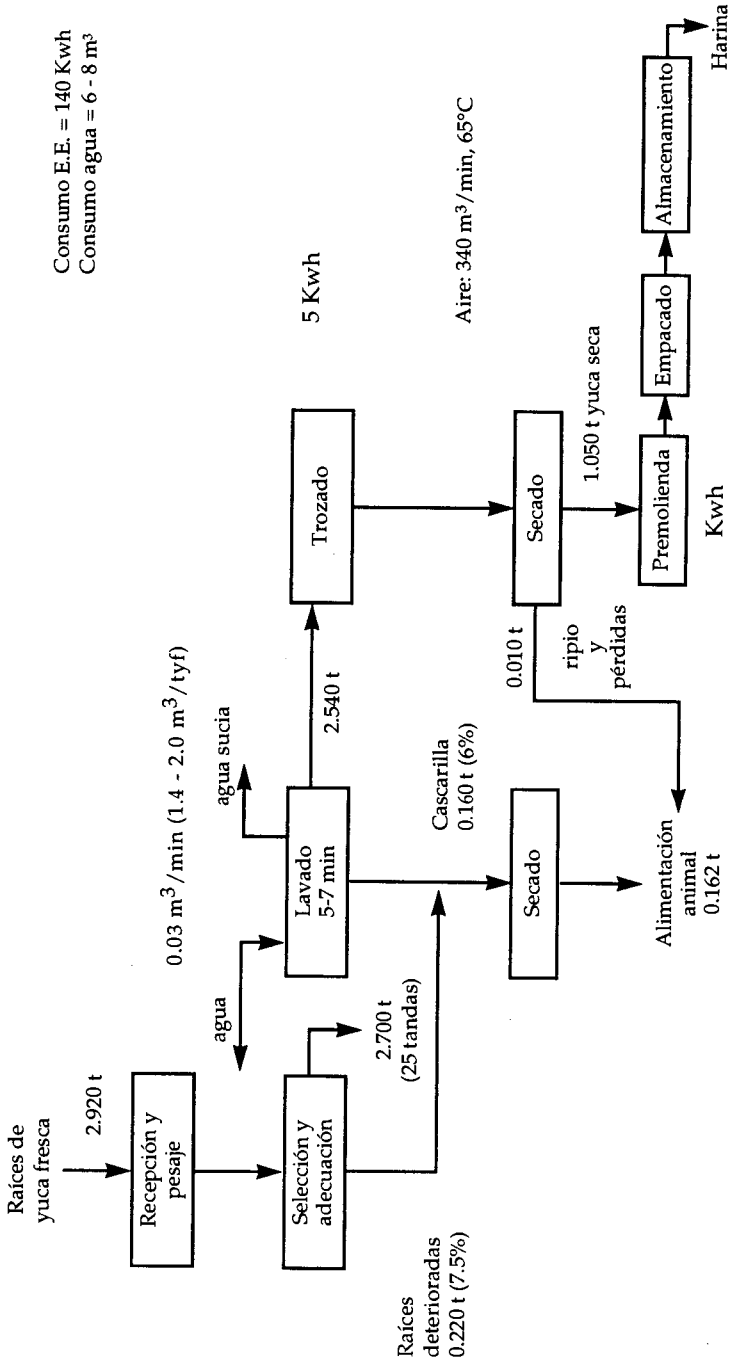 Raíces de
yuca fresca
2.920 t
Recepción y
pesaje
Selección y
adecuación
Raíces
deterioradas
0.220 t (7.5%)
2.700 t
(25 tandas)
0.03 m³/min (1.4 - 2.0 m³/tyf)
agua
agua sucia
Lavado
5-7 min
2.540 t
Cascarilla
0.160 t (6%)
Secado
Alimentación
animal
0.162 t
Trozado
5 Kwh
Secado
Aire: 340 m³/min, 65°C
0.010 t
ripio
y
pérdidas
1.050 t yuca seca
Premolienda
Kwh
Empacado
Almacenamiento
Harina
Consumo E.E. = 140 Kwh
Consumo agua = 6 - 8 m³